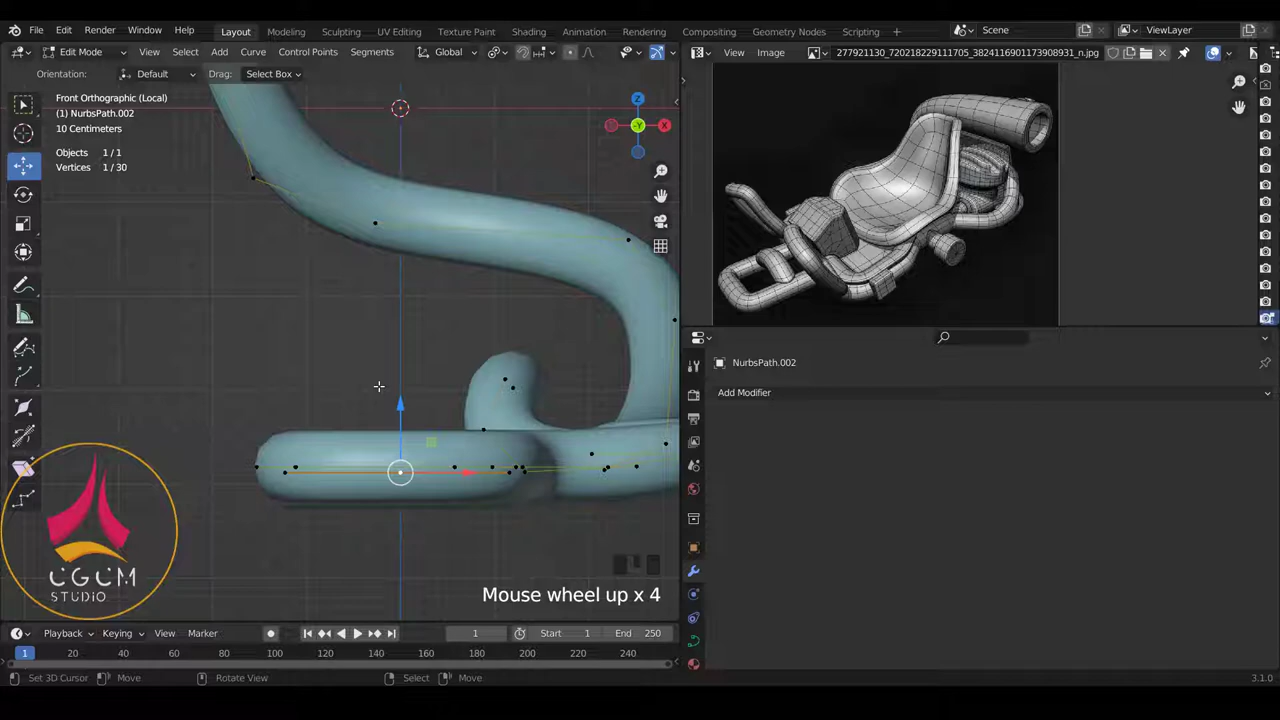 File Edit Render Window Help Layout Modeling Sculpting UV Editing Texture Paint Shading Animation Rendering Compositing Geometry Nodes Scripting Scene ViewLayer
Edit Mode View Select Add Curve Control Points Segments Global View Image 277921130_720218229111705_3824116901173908931_n.jpg
Orientation: Default Drag: Select Box
Front Orthographic (Local)
(1) NurbsPath.002
10 Centimeters
Objects 1 / 1
Vertices 1 / 30
Z
Y
X
NurbsPath.002
Add Modifier
CGCM
STUDIO
Mouse wheel up x 4
Playback Keying View Marker 1 Start 1 End 250
1 20 40 60 80 100 120 140 160 180 200 220 240
Set 3D Cursor Move Rotate View Select Move 3.1.0